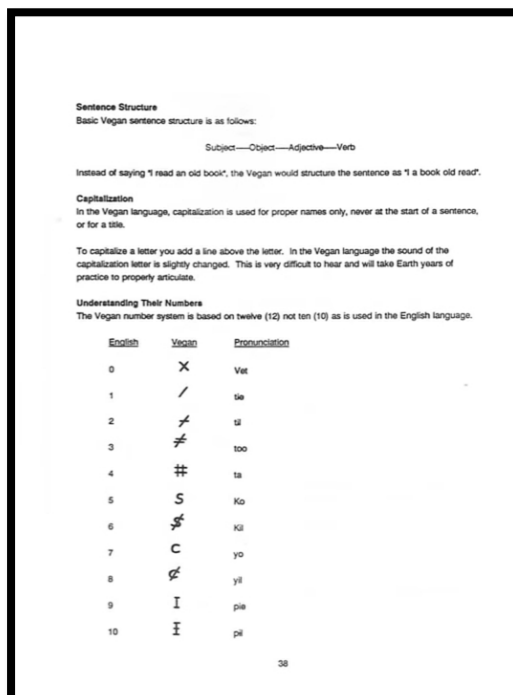 Sentence Structure
Basic Vegan sentence structure is as follows:
Subject----Object----Adjective----Verb
Instead of saying "I read an old book", the Vegan would structure the sentence as "I a book old read".
Capitalization
In the Vegan language, capitalization is used for proper names only, never at the start of a sentence,
or for a title.
To capitalize a letter you add a line above the letter. In the Vegan language the sound of the
capitalization letter is slightly changed. This is very difficult to hear and will take Earth years of
practice to properly articulate.
Understanding Their Numbers
The Vegan number system is based on twelve (12) not ten (10) as is used in the English language.
English Vegan Pronunciation
0 X Vet
1 / tie
2 ⌿ til
3 ≠ too
4 # ta
5 S Ko
6 $ Kil
7 C yo
8 ¢ yil
9 I pie
10 Ɪ pil
38